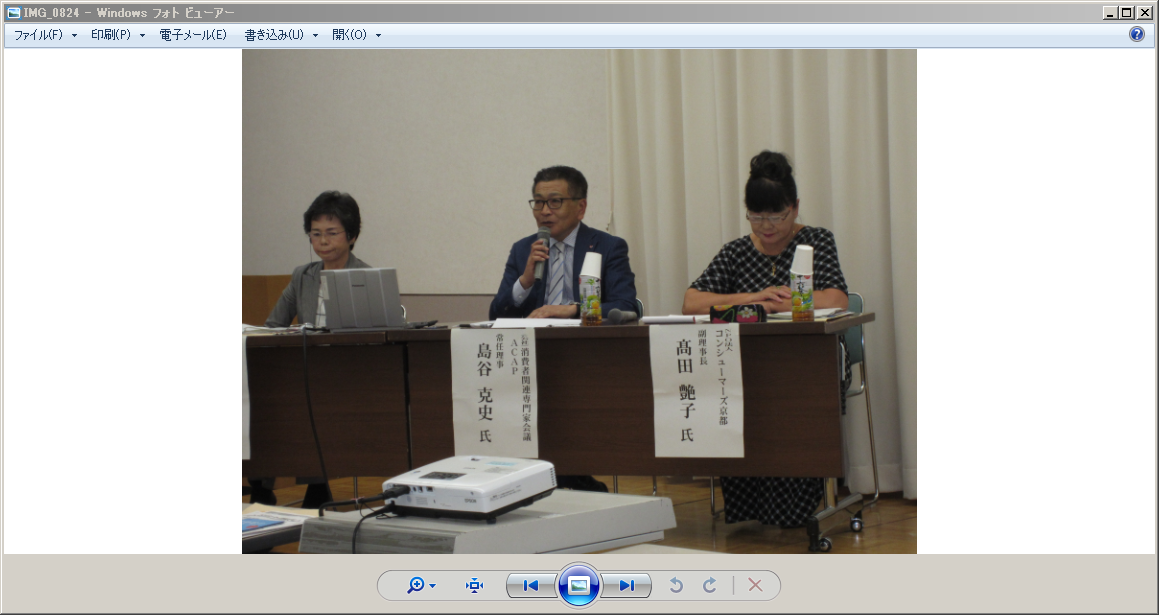 IMG_0824 - Windows フォト ビューアー
ファイル(F)
印刷(P)
電子メール(E)
書き込み(U)
開く(O)
消費者関連専門家会議
ACAP
常任理事
島谷 克史 氏
コンシューマーズ京都
副理事長
髙田 艶子 氏